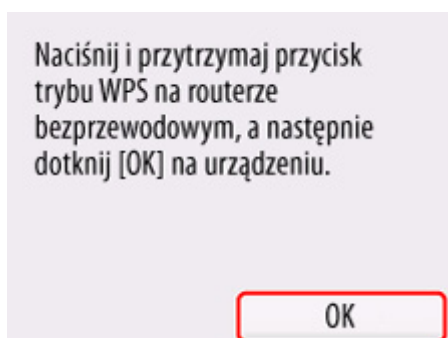 Naciśnij i przytrzymaj przycisk
trybu WPS na routerze
bezprzewodowym, a następnie
dotknij [OK] na urządzeniu.
OK